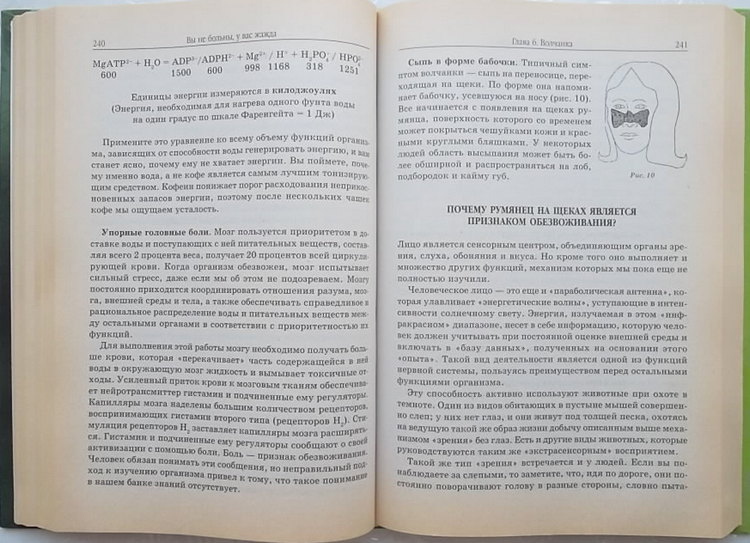 240
Вы не больны, у вас жажда
MgATP²⁻ + H₂O = ADP³⁻/ADPH²⁻ + Mg²⁺ / H⁺ + H₂PO₄⁻/ HPO₄²⁻
600 1500 600 998 1168 318 1251
Единицы энергии измеряются в килоджоулях
(Энергия, необходимая для нагрева одного фунта воды
на один градус по шкале Фаренгейта = 1 Дж)
Примените это уравнение ко всему объему функций организ-
ма, зависящих от способности воды генерировать энергию, и вам
станет ясно, почему ему не хватает энергии. Вы поймете, поче-
му именно вода, а не кофе является самым лучшим тонизирую-
щим средством. Кофеин понижает порог расходования неприкос-
новенных запасов энергии, поэтому после нескольких чашек
кофе мы ощущаем усталость.
Упорные головные боли. Мозг пользуется приоритетом в до-
ставке воды и поступающих с ней питательных веществ, состав-
ляя всего 2 процента веса, получает 20 процентов всей циркули-
рующей крови. Когда организм обезвожен, мозг испытывает
сильный стресс, даже если мы об этом не подозреваем. Мозгу
постоянно приходится координировать отношения разума, моз-
га, внешней среды и тела, а также обеспечивать справедливое и
рациональное распределение воды и питательных веществ меж-
ду остальными органами в соответствии с приоритетностью их
функций.
Для выполнения этой работы мозгу необходимо получать боль-
ше крови, которая “перекачивает” часть содержащейся в ней
воды в окружающую мозг жидкость и вымывает токсичные от-
ходы. Усиленный приток крови к мозговым тканям обеспечива-
ет нейротрансмиттер гистамин и подчиненные ему регуляторы.
Капилляры мозга наделены большим количеством рецепторов,
воспринимающих гистамин второго типа (рецепторов H₂). Сти-
муляция рецепторов H₂ заставляет капилляры мозга расширять-
ся. Гистамин и подчиненные ему регуляторы сообщают о своей
активизации с помощью боли. Боль — признак обезвоживания.
Человек обязан понимать эти сообщения, но неправильный под-
ход к изучению организма привел к тому, что такое понимание
в нашем банке знаний отсутствует.
Глава 6. Волчанка
241
Сыпь в форме бабочки. Типичный сим-
птом волчанки — сыпь на переносице, пере-
ходящая на щеки. По форме она напоми-
нает бабочку, усевшуюся на носу (рис. 10).
Все начинается с появления на щеках ру-
мянца, поверхность которого со временем
может покрыться чешуйками кожи и крас-
ными круглыми бляшками. У некоторых
людей область высыпания может быть бо-
лее обширной и распространяться на лоб,
подбородок и кайму губ.
Рис. 10
ПОЧЕМУ РУМЯНЕЦ НА ЩЕКАХ ЯВЛЯЕТСЯ
ПРИЗНАКОМ ОБЕЗВОЖИВАНИЯ?
Лицо является сенсорным центром, объединяющим органы зре-
ния, слуха, обоняния и вкуса. Но кроме того оно выполняет и
множество других функций, механизм которых мы пока еще не
полностью изучили.
Человеческое лицо — это еще и “параболическая антенна”, ко-
торая улавливает “энергетические волны”, уступающие в интен-
сивности солнечному свету. Энергия, излучаемая в этом “инф-
ракрасном” диапазоне, несет в себе информацию, которую чело-
век должен учитывать при постоянной оценке внешней среды и
включать в “базу данных”, полученных на основании этого
“опыта”. Такой вид деятельности является одной из функций
нервной системы, пользуясь преимуществом перед остальными
функциями организма.
Эту способность активно используют животные при охоте в
темноте. Один из видов обитающих в пустыне мышей совершен-
но слеп; у них нет глаз, и они живут под толщей песка, охотясь
на ведущую такой же образ жизни добычу описанным выше меха-
низмом “зрения” без глаз. Есть и другие виды животных, которые
руководствуются таким же “экстрасенсорным” восприятием.
Такой же тип “зрения” встречается и у людей. Если вы по-
наблюдаете за слепыми, то заметите, что, идя по дороге, они по-
стоянно поворачивают голову в разные стороны, словно пыта-